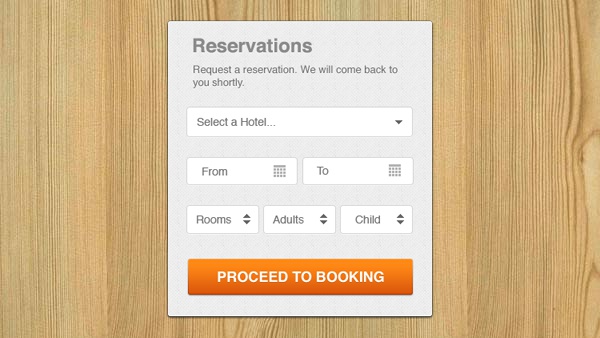 Reservations
Request a reservation. We will come back to
you shortly.
Select a Hotel...
From To
Rooms Adults Child
PROCEED TO BOOKING